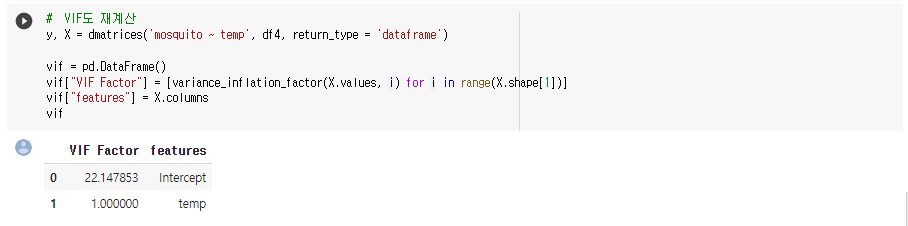 # VIF도 재계산
y, X = dmatrices('mosquito ~ temp', df4, return_type = 'dataframe')
vif = pd.DataFrame()
vif["VIF Factor"] = [variance_inflation_factor(X.values, i) for i in range(X.shape[1])]
vif["features"] = X.columns
vif
VIF Factor features
0 22.147853 Intercept
1 1.000000 temp